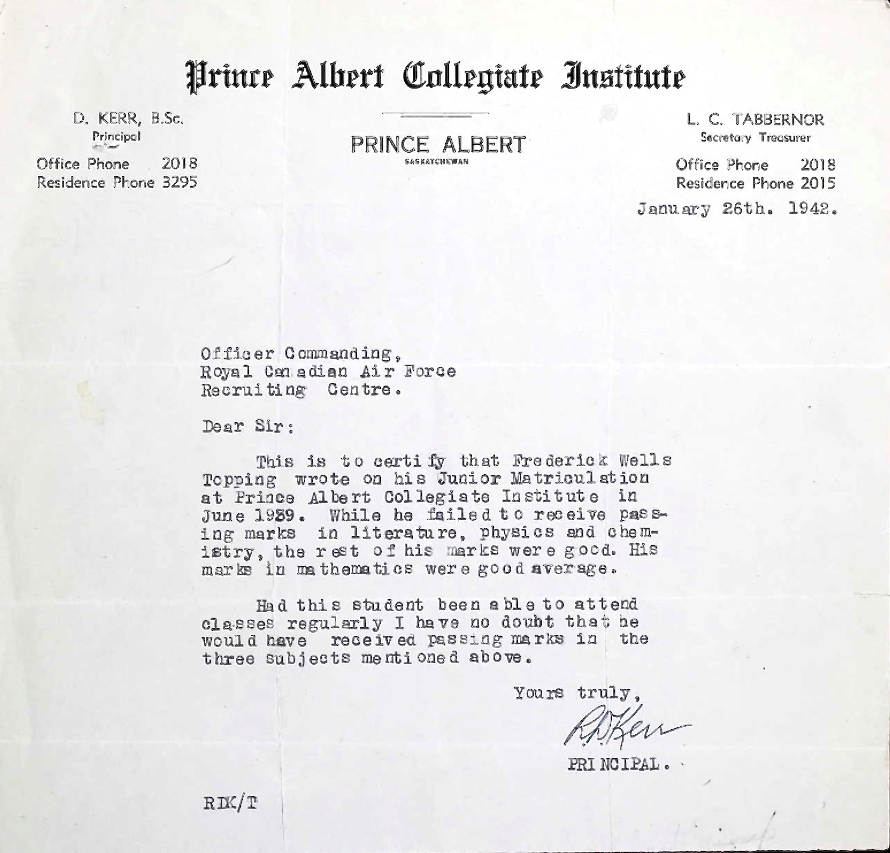 Prince Albert Collegiate Institute
D. KERR, B.Sc.
Principal
Office Phone 2018
Residence Phone 3295
PRINCE ALBERT
SASKATCHEWAN
L. C. TABBERNOR
Secretary Treasurer
Office Phone 2018
Residence Phone 2015
January 26th. 1942.
Officer Commanding,
Royal Canadian Air Force
Recruiting Centre.
Dear Sir:
This is to certify that Frederick Wells
Topping wrote on his Junior Matriculation
at Prince Albert Collegiate Institute in
June 1939. While he failed to receive pass-
ing marks in literature, physics and chem-
istry, the rest of his marks were good. His
marks in mathematics were good average.
Had this student been able to attend
classes regularly I have no doubt that he
would have received passing marks in the
three subjects mentioned above.
Yours truly,
R.D.Kerr
PRINCIPAL.
RDK/T